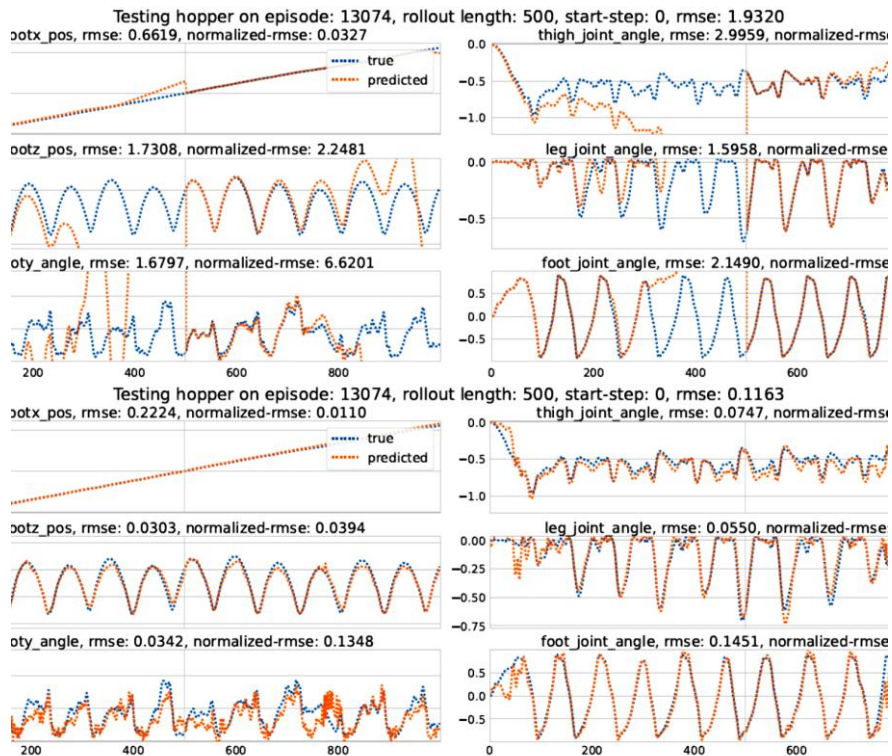 Testing hopper on episode: 13074, rollout length: 500, start-step: 0, rmse: 1.9320
ootx_pos, rmse: 0.6619, normalized-rmse: 0.0327
true
predicted
thigh_joint_angle, rmse: 2.9959, normalized-rmse
0.0
−0.5
−1.0
ootz_pos, rmse: 1.7308, normalized-rmse: 2.2481
leg_joint_angle, rmse: 1.5958, normalized-rmse
0.0
−0.5
oty_angle, rmse: 1.6797, normalized-rmse: 6.6201
200 400 600 800
foot_joint_angle, rmse: 2.1490, normalized-rmse
0.5
0.0
−0.5
0 200 400 600
Testing hopper on episode: 13074, rollout length: 500, start-step: 0, rmse: 0.1163
ootx_pos, rmse: 0.2224, normalized-rmse: 0.0110
true
predicted
thigh_joint_angle, rmse: 0.0747, normalized-rmse
0.0
−0.5
−1.0
ootz_pos, rmse: 0.0303, normalized-rmse: 0.0394
leg_joint_angle, rmse: 0.0550, normalized-rmse
0.00
−0.25
−0.50
−0.75
oty_angle, rmse: 0.0342, normalized-rmse: 0.1348
200 400 600 800
foot_joint_angle, rmse: 0.1451, normalized-rmse
0.5
0.0
−0.5
0 200 400 600